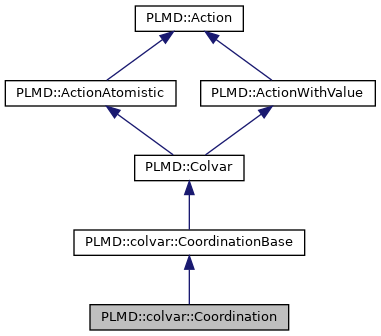 PLMD::Action
PLMD::ActionAtomistic
PLMD::ActionWithValue
PLMD::Colvar
PLMD::colvar::CoordinationBase
PLMD::colvar::Coordination